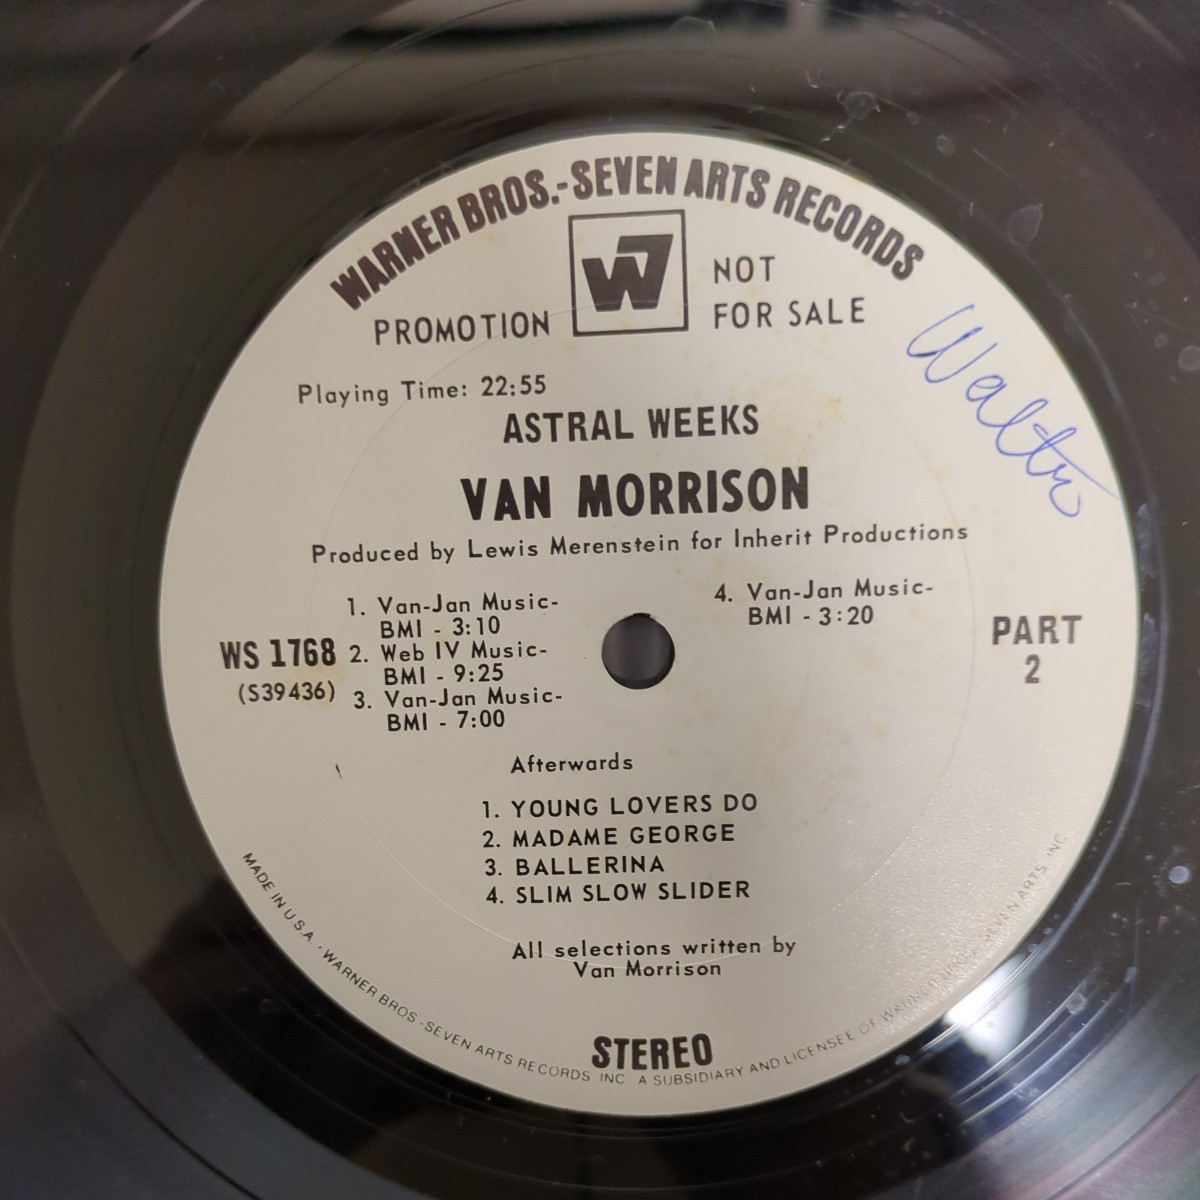 WARNER BROS.-SEVEN ARTS RECORDS
W7
PROMOTION
NOT
FOR SALE
Walter
Playing Time: 22:55
ASTRAL WEEKS
VAN MORRISON
Produced by Lewis Merenstein for Inherit Productions
1. Van-Jan Music-
BMI - 3:10
2. Web IV Music-
BMI - 9:25
3. Van-Jan Music-
BMI - 7:00
4. Van-Jan Music-
BMI - 3:20
WS 1768
(S39436)
PART
2
Afterwards
1. YOUNG LOVERS DO
2. MADAME GEORGE
3. BALLERINA
4. SLIM SLOW SLIDER
All selections written by
Van Morrison
STEREO
MADE IN U.S.A. · WARNER BROS.-SEVEN ARTS RECORDS INC A SUBSIDIARY AND LICENSEE OF WARNER BROS.-SEVEN ARTS, INC